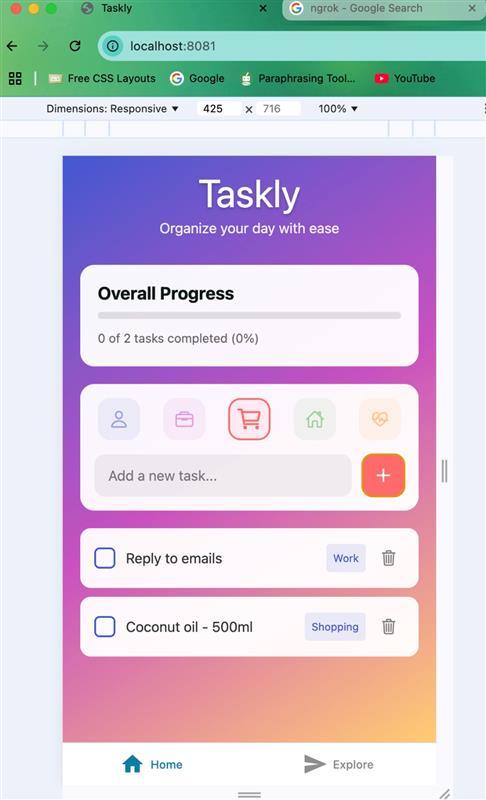 Taskly
ngrok - Google Search
localhost:8081
Free CSS Layouts
Google
Paraphrasing Tool...
YouTube
Dimensions: Responsive
425 x 716
100%
Taskly
Organize your day with ease
Overall Progress
0 of 2 tasks completed (0%)
Add a new task...
Reply to emails
Work
Coconut oil - 500ml
Shopping
Home
Explore